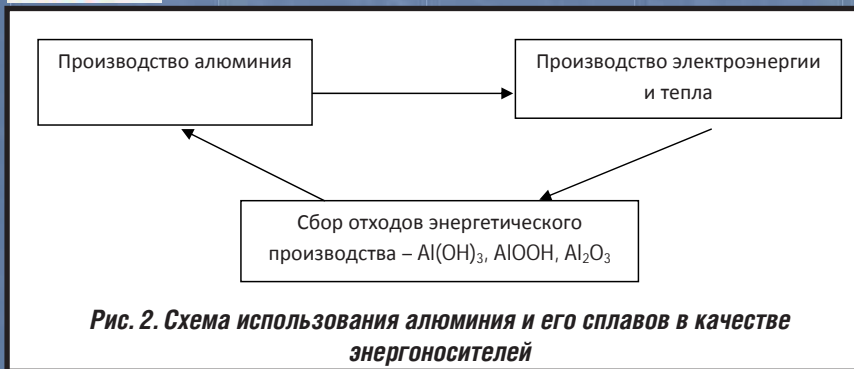 Производство алюминия
Производство электроэнергии
и тепла
Сбор отходов энергетического
производства – Al(OH)₃, AlOOH, Al₂O₃
Рис. 2. Схема использования алюминия и его сплавов в качестве
энергоносителей